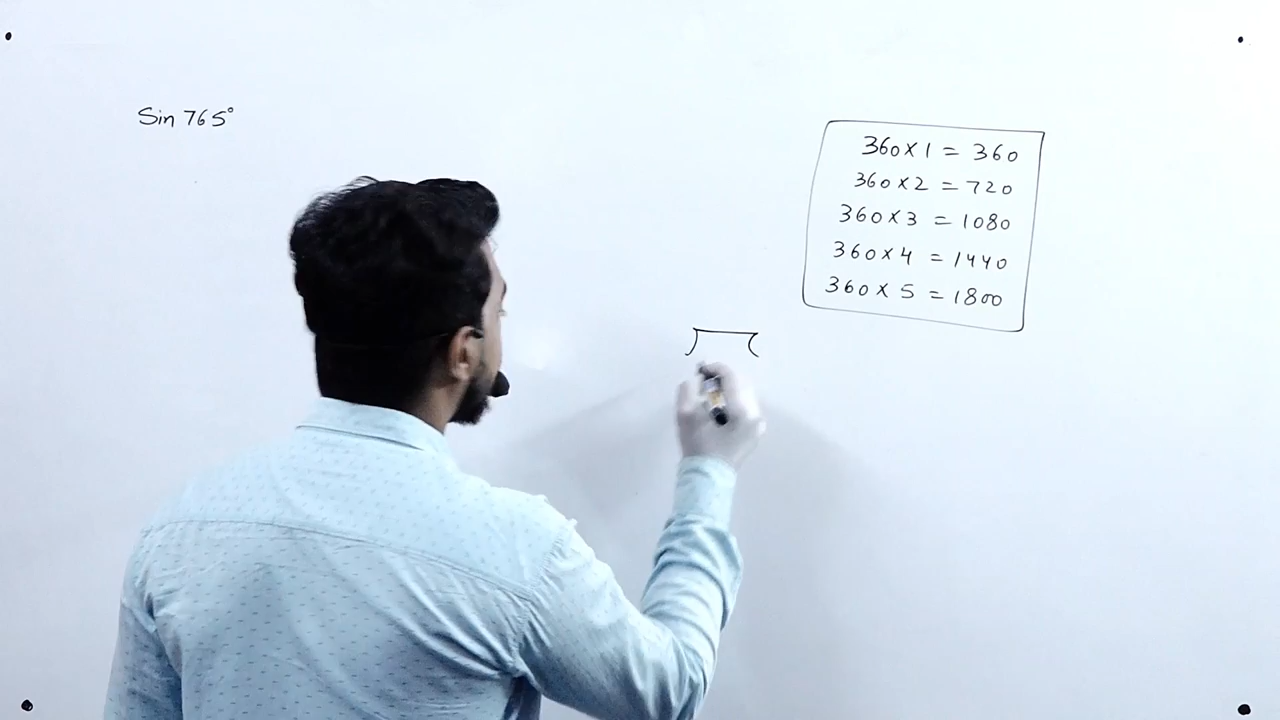 Sin 765°
360 × 1 = 360
360 × 2 = 720
360 × 3 = 1080
360 × 4 = 1440
360 × 5 = 1800